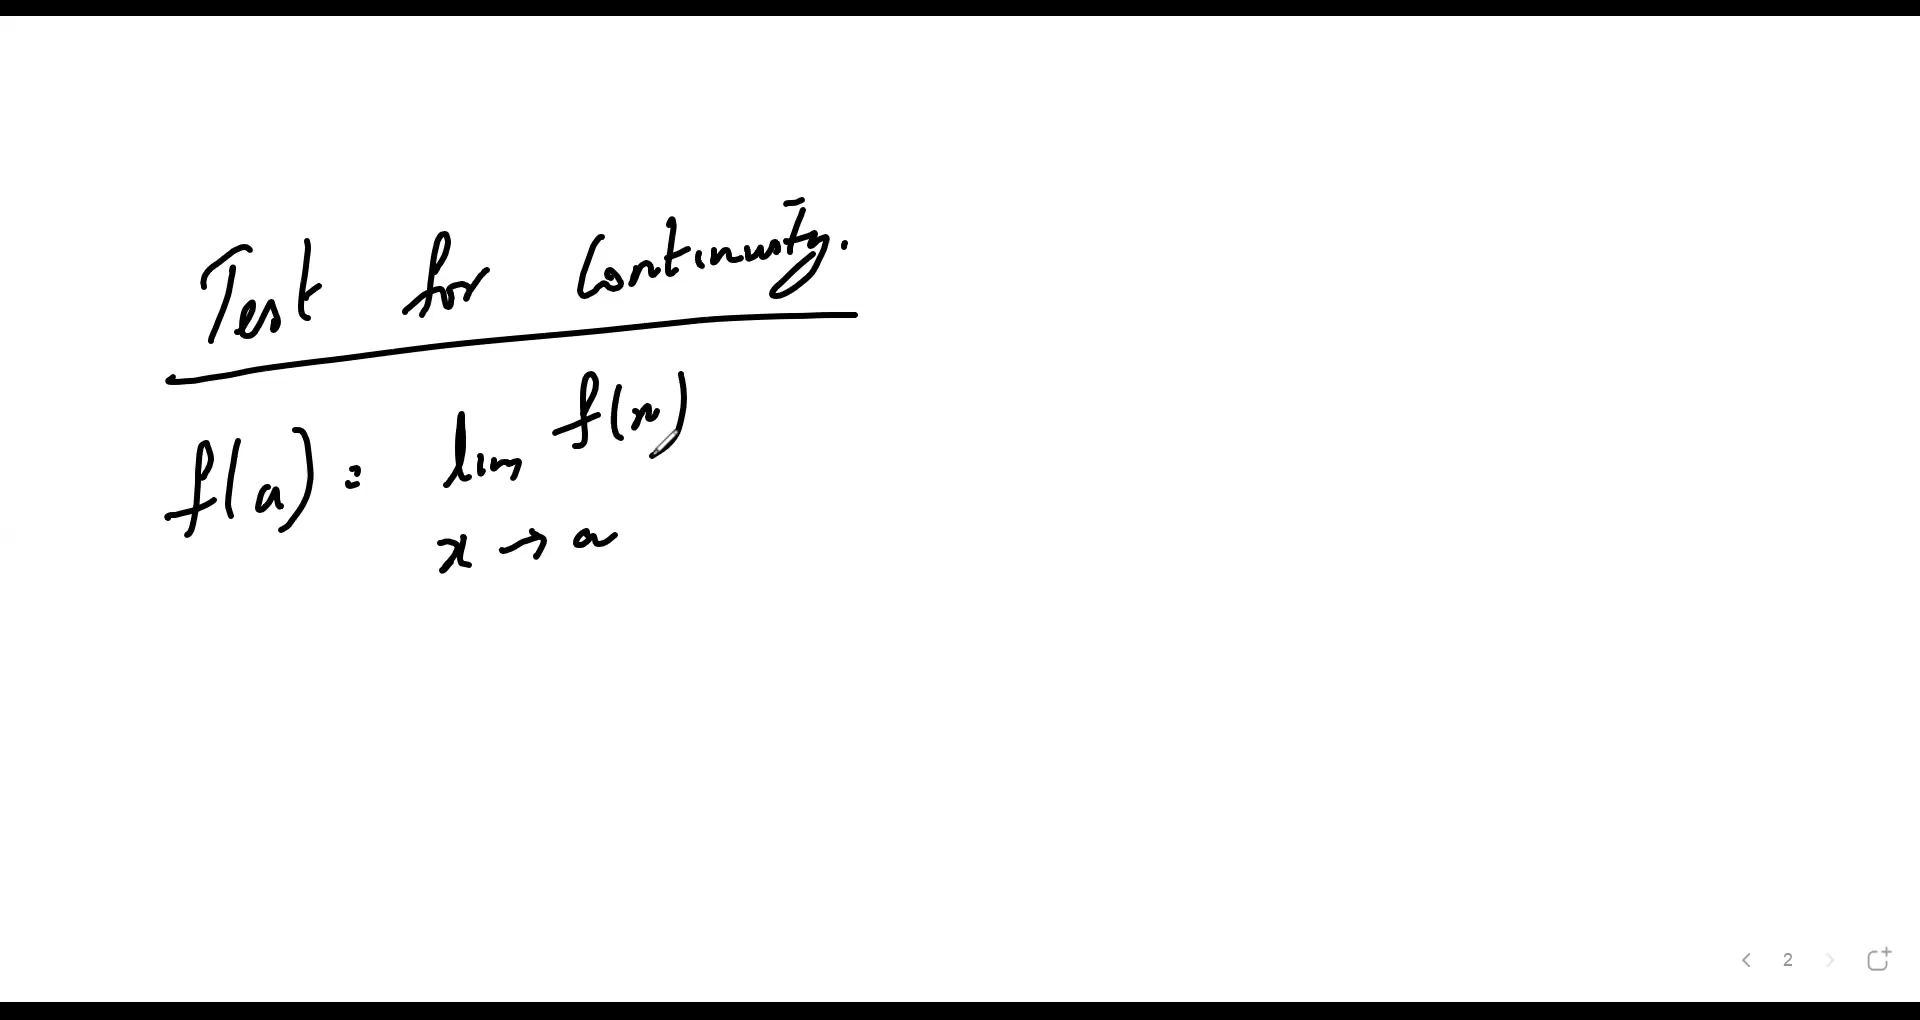 Test for Continuity.
f(a) = lim f(x)
x → a
2